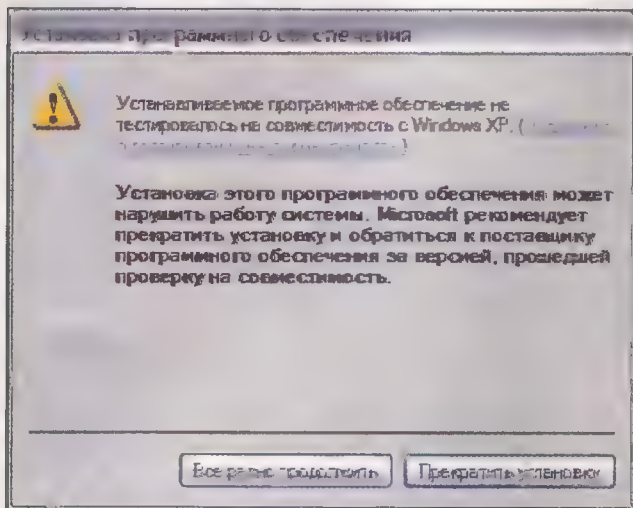 Установка программного обеспечения
Устанавливаемое программное обеспечение не
тестировалось на совместимость с Windows XP. (
Установка этого программного обеспечения может
нарушить работу системы. Microsoft рекомендует
прекратить установку и обратиться к поставщику
программного обеспечения за версией, прошедшей
проверку на совместимость.
Все равно продолжить
Прекратить установку